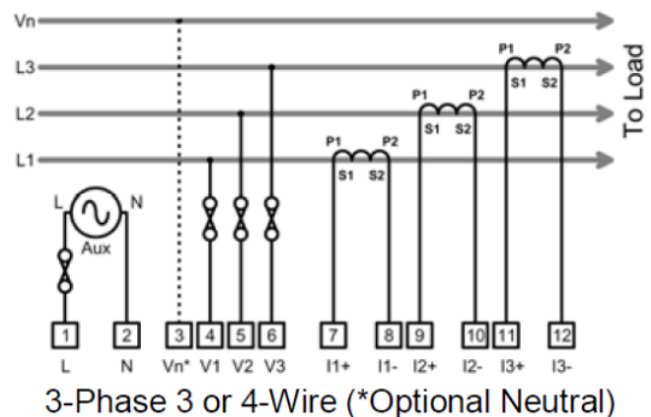 Vn
L3
L2
L1
To Load
P1 P2
S1 S2
P1 P2
S1 S2
P1 P2
S1 S2
L N
Aux
1 2 3 4 5 6 7 8 9 10 11 12
L N Vn* V1 V2 V3 I1+ I1- I2+ I2- I3+ I3-
3-Phase 3 or 4-Wire (*Optional Neutral)